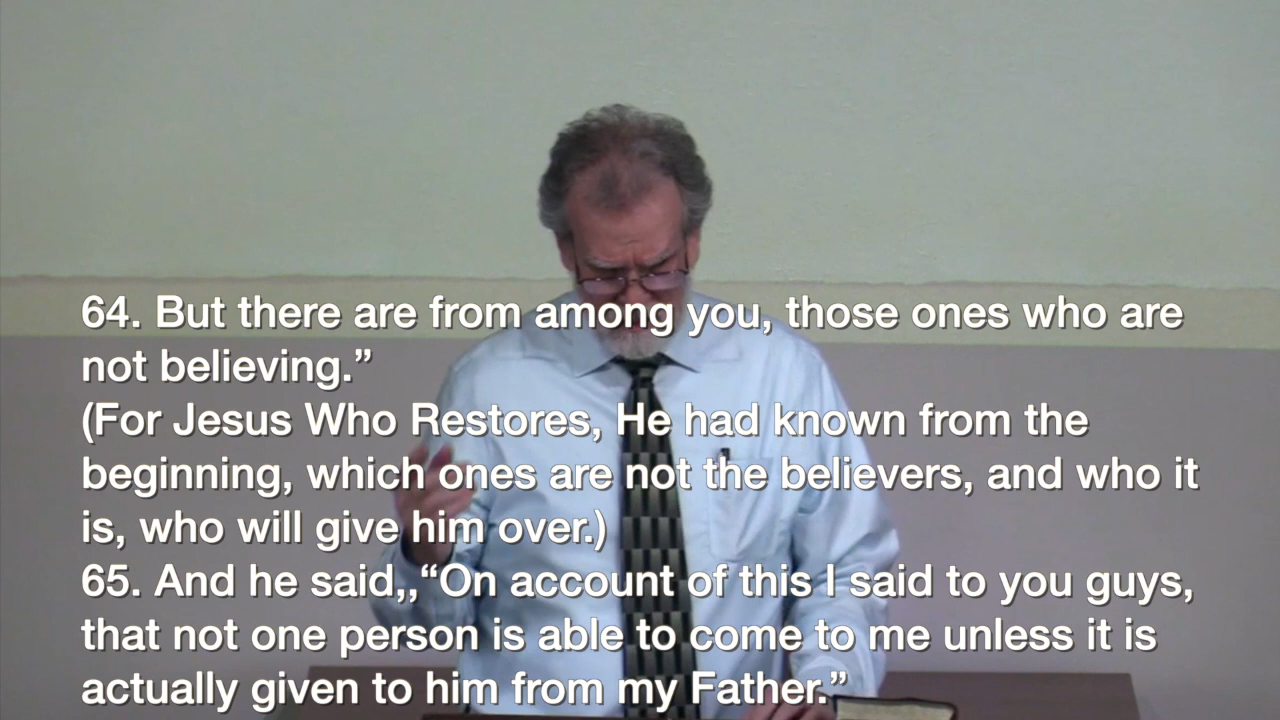 64. But there are from among you, those ones who are
not believing.”
(For Jesus Who Restores, He had known from the
beginning, which ones are not the believers, and who it
is, who will give him over.)
65. And he said,, “On account of this I said to you guys,
that not one person is able to come to me unless it is
actually given to him from my Father.”